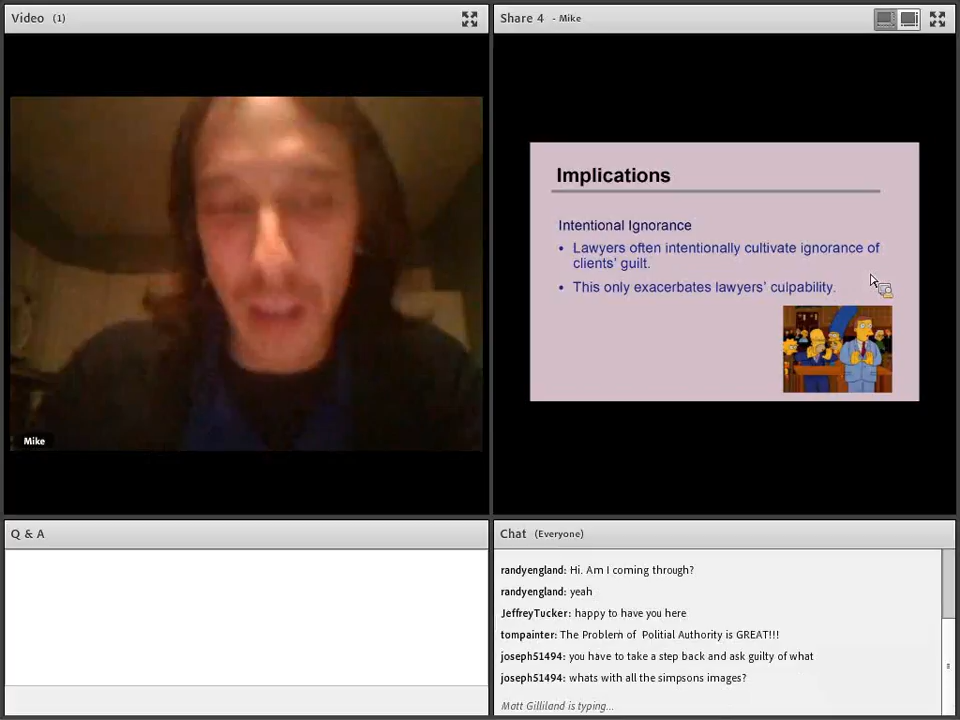 Video (1)
Share 4 - Mike
Mike
Implications
Intentional Ignorance
• Lawyers often intentionally cultivate ignorance of
clients' guilt.
• This only exacerbates lawyers' culpability.
Q & A
Chat (Everyone)
randyengland: Hi. Am I coming through?
randyengland: yeah
JeffreyTucker: happy to have you here
tompainter: The Problem of Politial Authority is GREAT!!!
joseph51494: you have to take a step back and ask guilty of what
joseph51494: whats with all the simpsons images?
Matt Gilliland is typing...